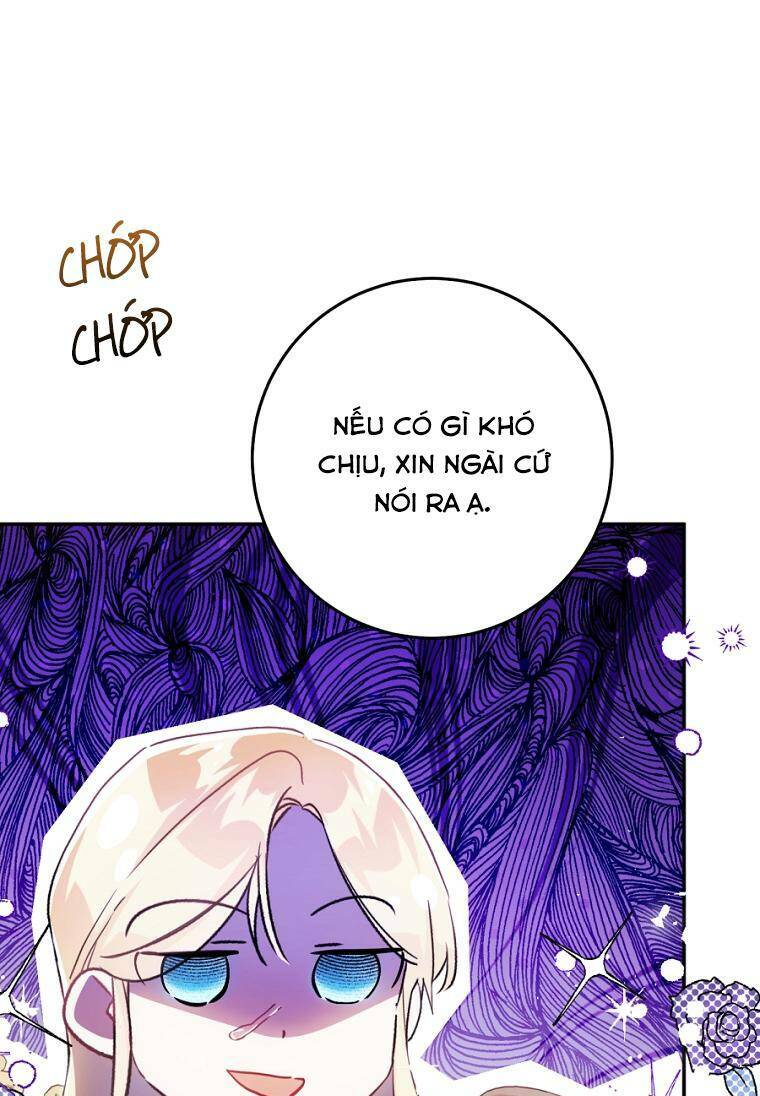 CHỚP
CHỚP
NẾU CÓ GÌ KHÓ
CHỊU, XIN NGÀI CỨ
NÓI RA Ạ.